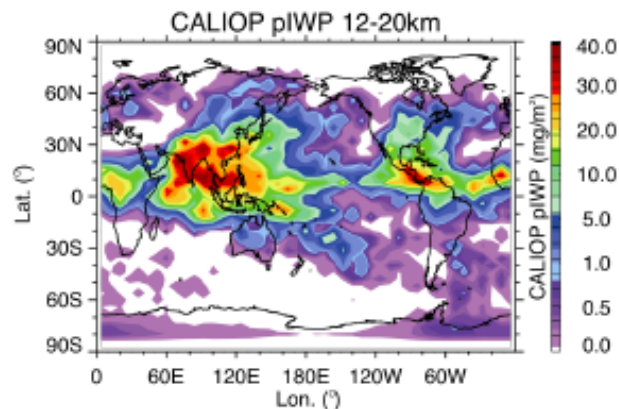 CALIOP pIWP 12-20km
90N
60N
30N
0
30S
60S
90S
Lat. (°)
0 60E 120E 180E 120W 60W
Lon. (°)
40.0
30.0
20.0
10.0
5.0
1.0
0.5
0.0
CALIOP pIWP (mg/m²)